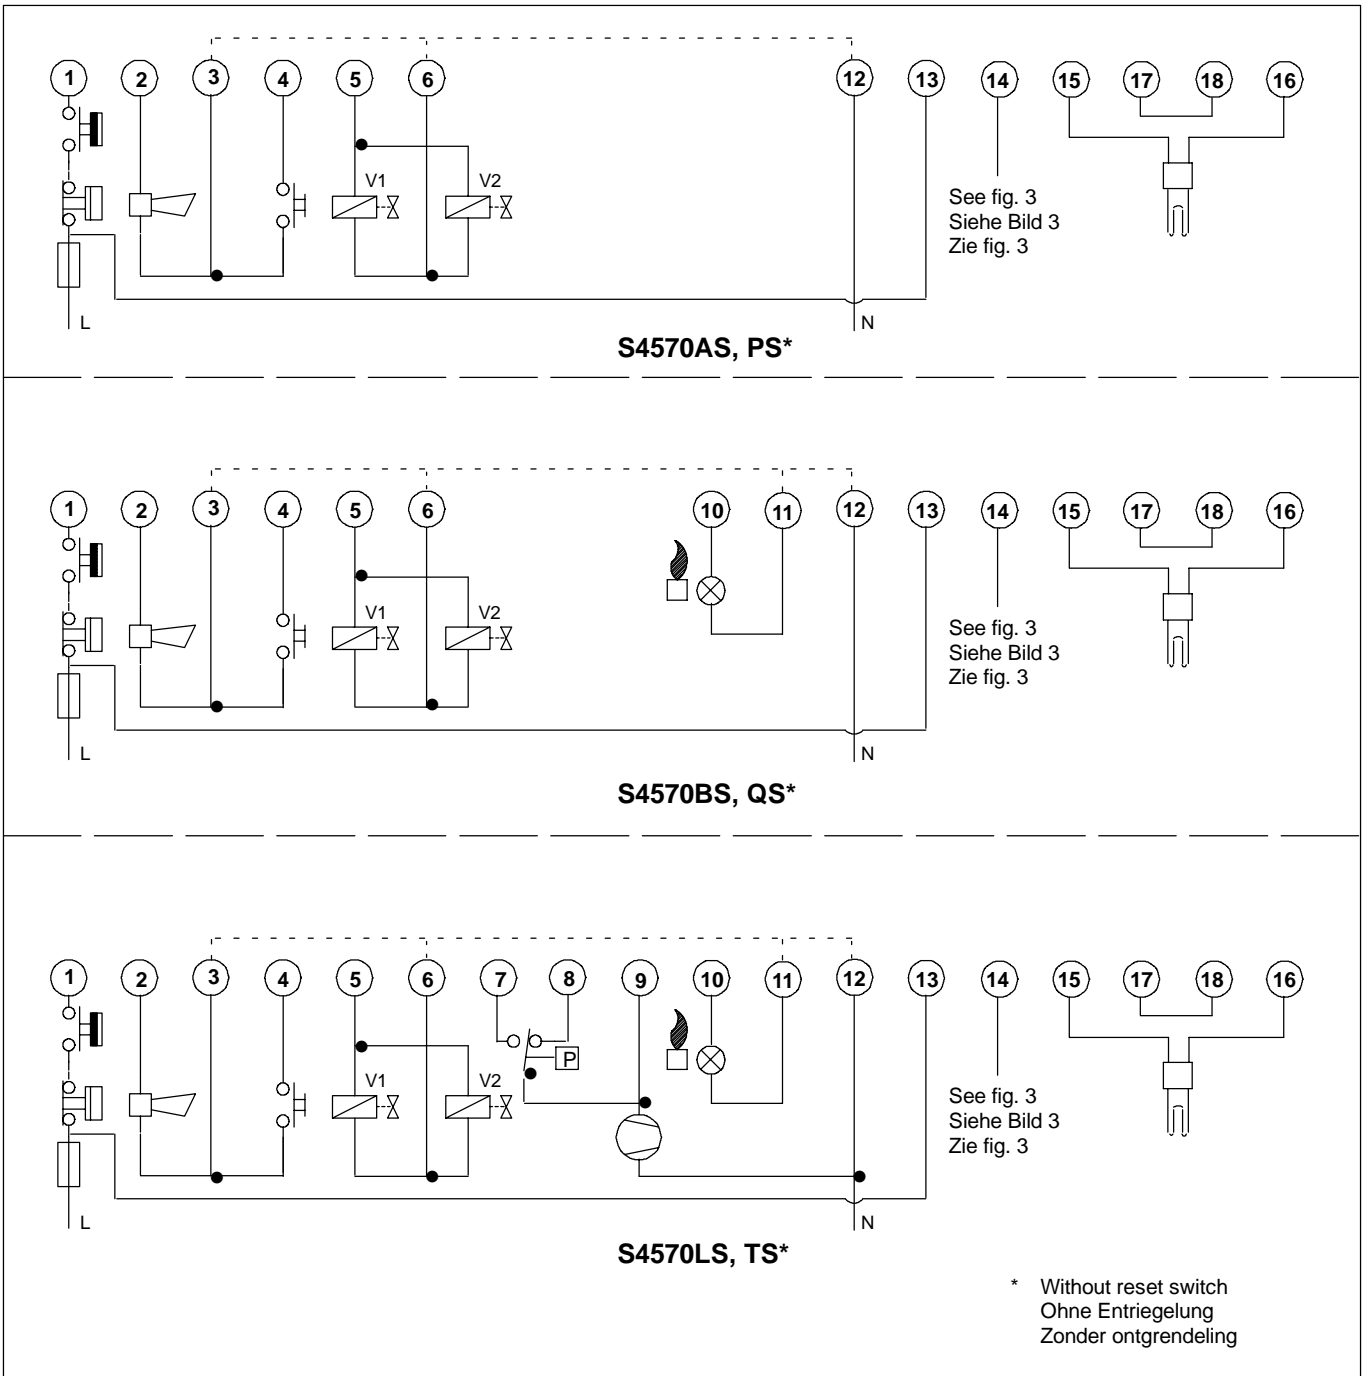 1 2 3 4 5 6 12 13 14 15 17 18 16
V1 V2
See fig. 3
Siehe Bild 3
Zie fig. 3
L N
S4570AS, PS*
1 2 3 4 5 6 10 11 12 13 14 15 17 18 16
V1 V2
See fig. 3
Siehe Bild 3
Zie fig. 3
L N
S4570BS, QS*
1 2 3 4 5 6 7 8 9 10 11 12 13 14 15 17 18 16
P
V1 V2
See fig. 3
Siehe Bild 3
Zie fig. 3
L N
S4570LS, TS*
* Without reset switch
Ohne Entriegelung
Zonder ontgrendeling